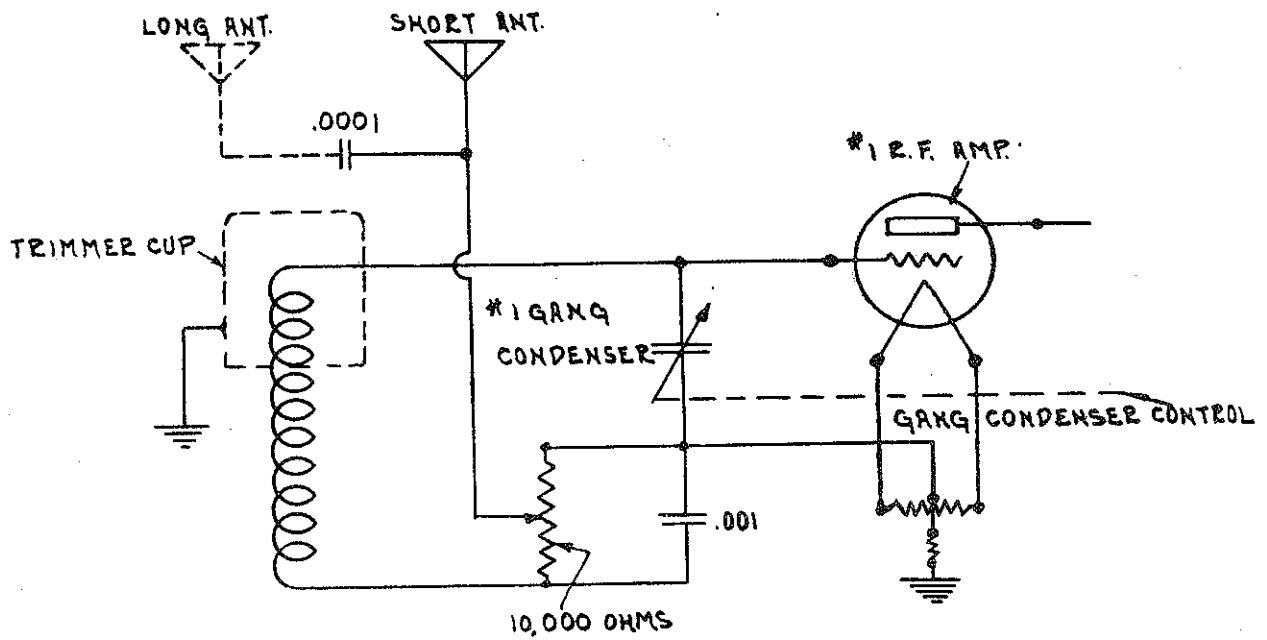 LONG ANT.
SHORT ANT.
.0001
#1 R.F. AMP.
TRIMMER CUP
#1 GANG
CONDENSER
GANG CONDENSER CONTROL
.001
10,000 OHMS